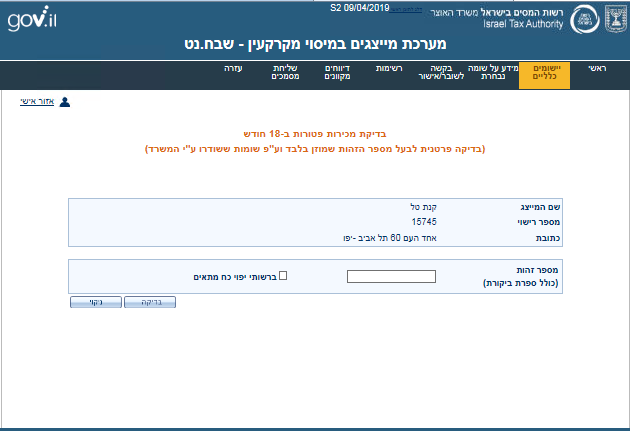 gov.il
S2 09/04/2019
רשות המסים בישראל משרד האוצר
Israel Tax Authority
מערכת מייצגים במיסוי מקרקעין - שבח.נט
ראשי
יישומים כלליים
מידע על שומה נבחרת
בקשה לשובר/אישור
רשימות
דיווחים מקוונים
שליחת מסמכים
עזרה
אזור אישי
בדיקת מכירות פטורות ב-18 חודש
(בדיקה פרטנית לבעל מספר הזהות שמוזן בלבד וע"פ שומות ששודרו ע"י המשרד)
שם המייצג קנת טל
מספר רישוי 15745
כתובת אחד העם 60 תל אביב -יפו
מספר זהות
(כולל ספרת ביקורת)
ברשותי יפוי כח מתאים
בדיקה ניקוי